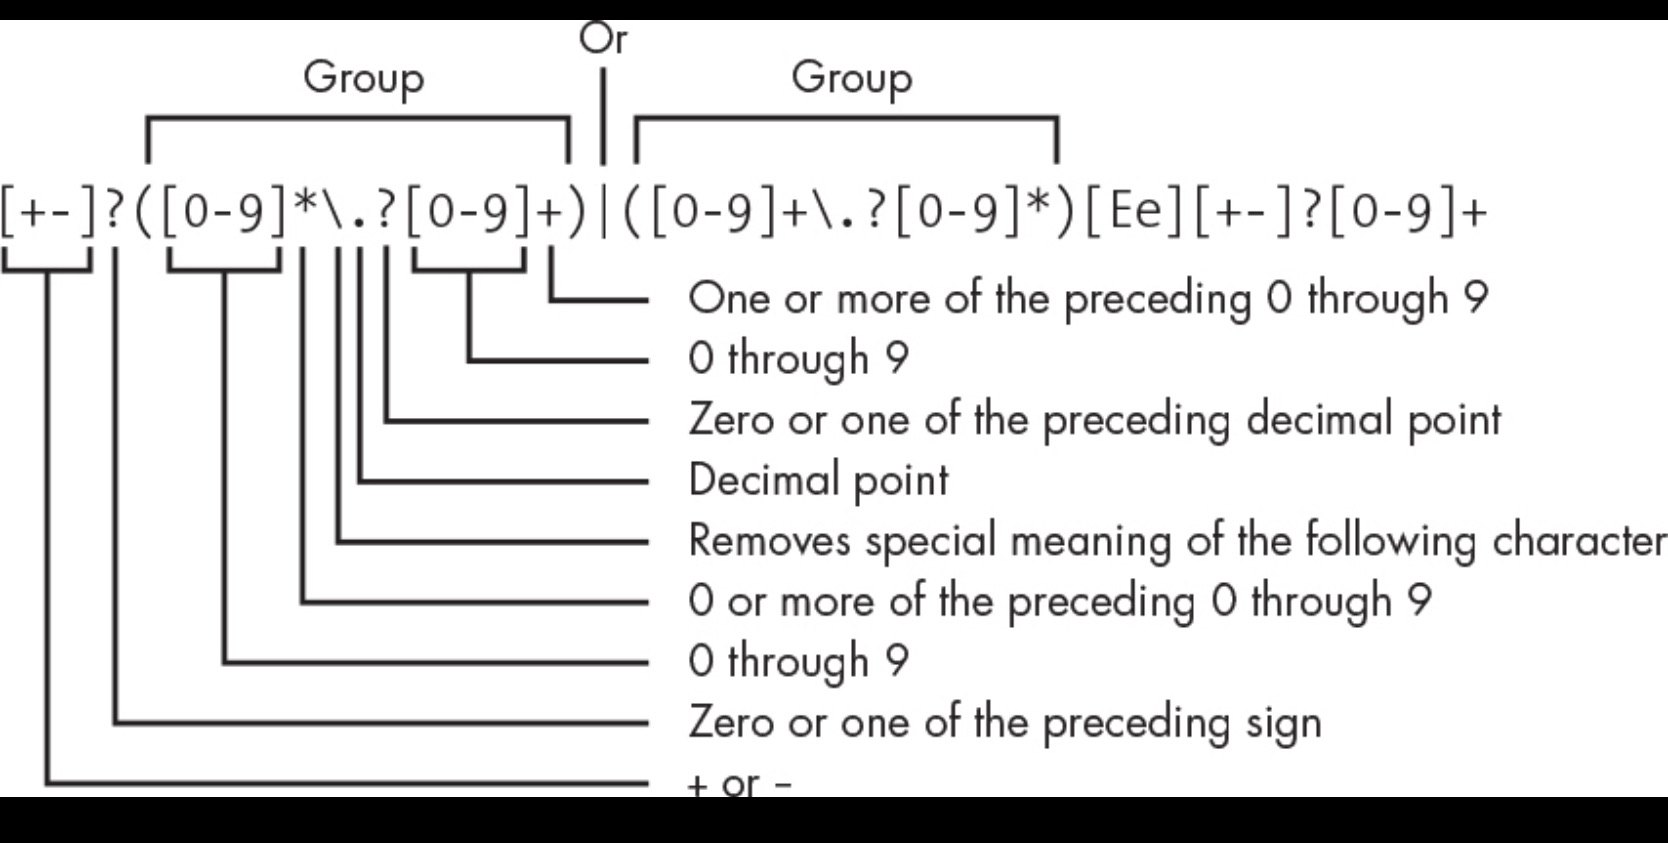 Or
Group Group
[+-]?([0-9]*\.?[0-9]+)|([0-9]+\.?[0-9]*)[Ee][+-]?[0-9]+
One or more of the preceding 0 through 9
0 through 9
Zero or one of the preceding decimal point
Decimal point
Removes special meaning of the following character
0 or more of the preceding 0 through 9
0 through 9
Zero or one of the preceding sign
+ or –